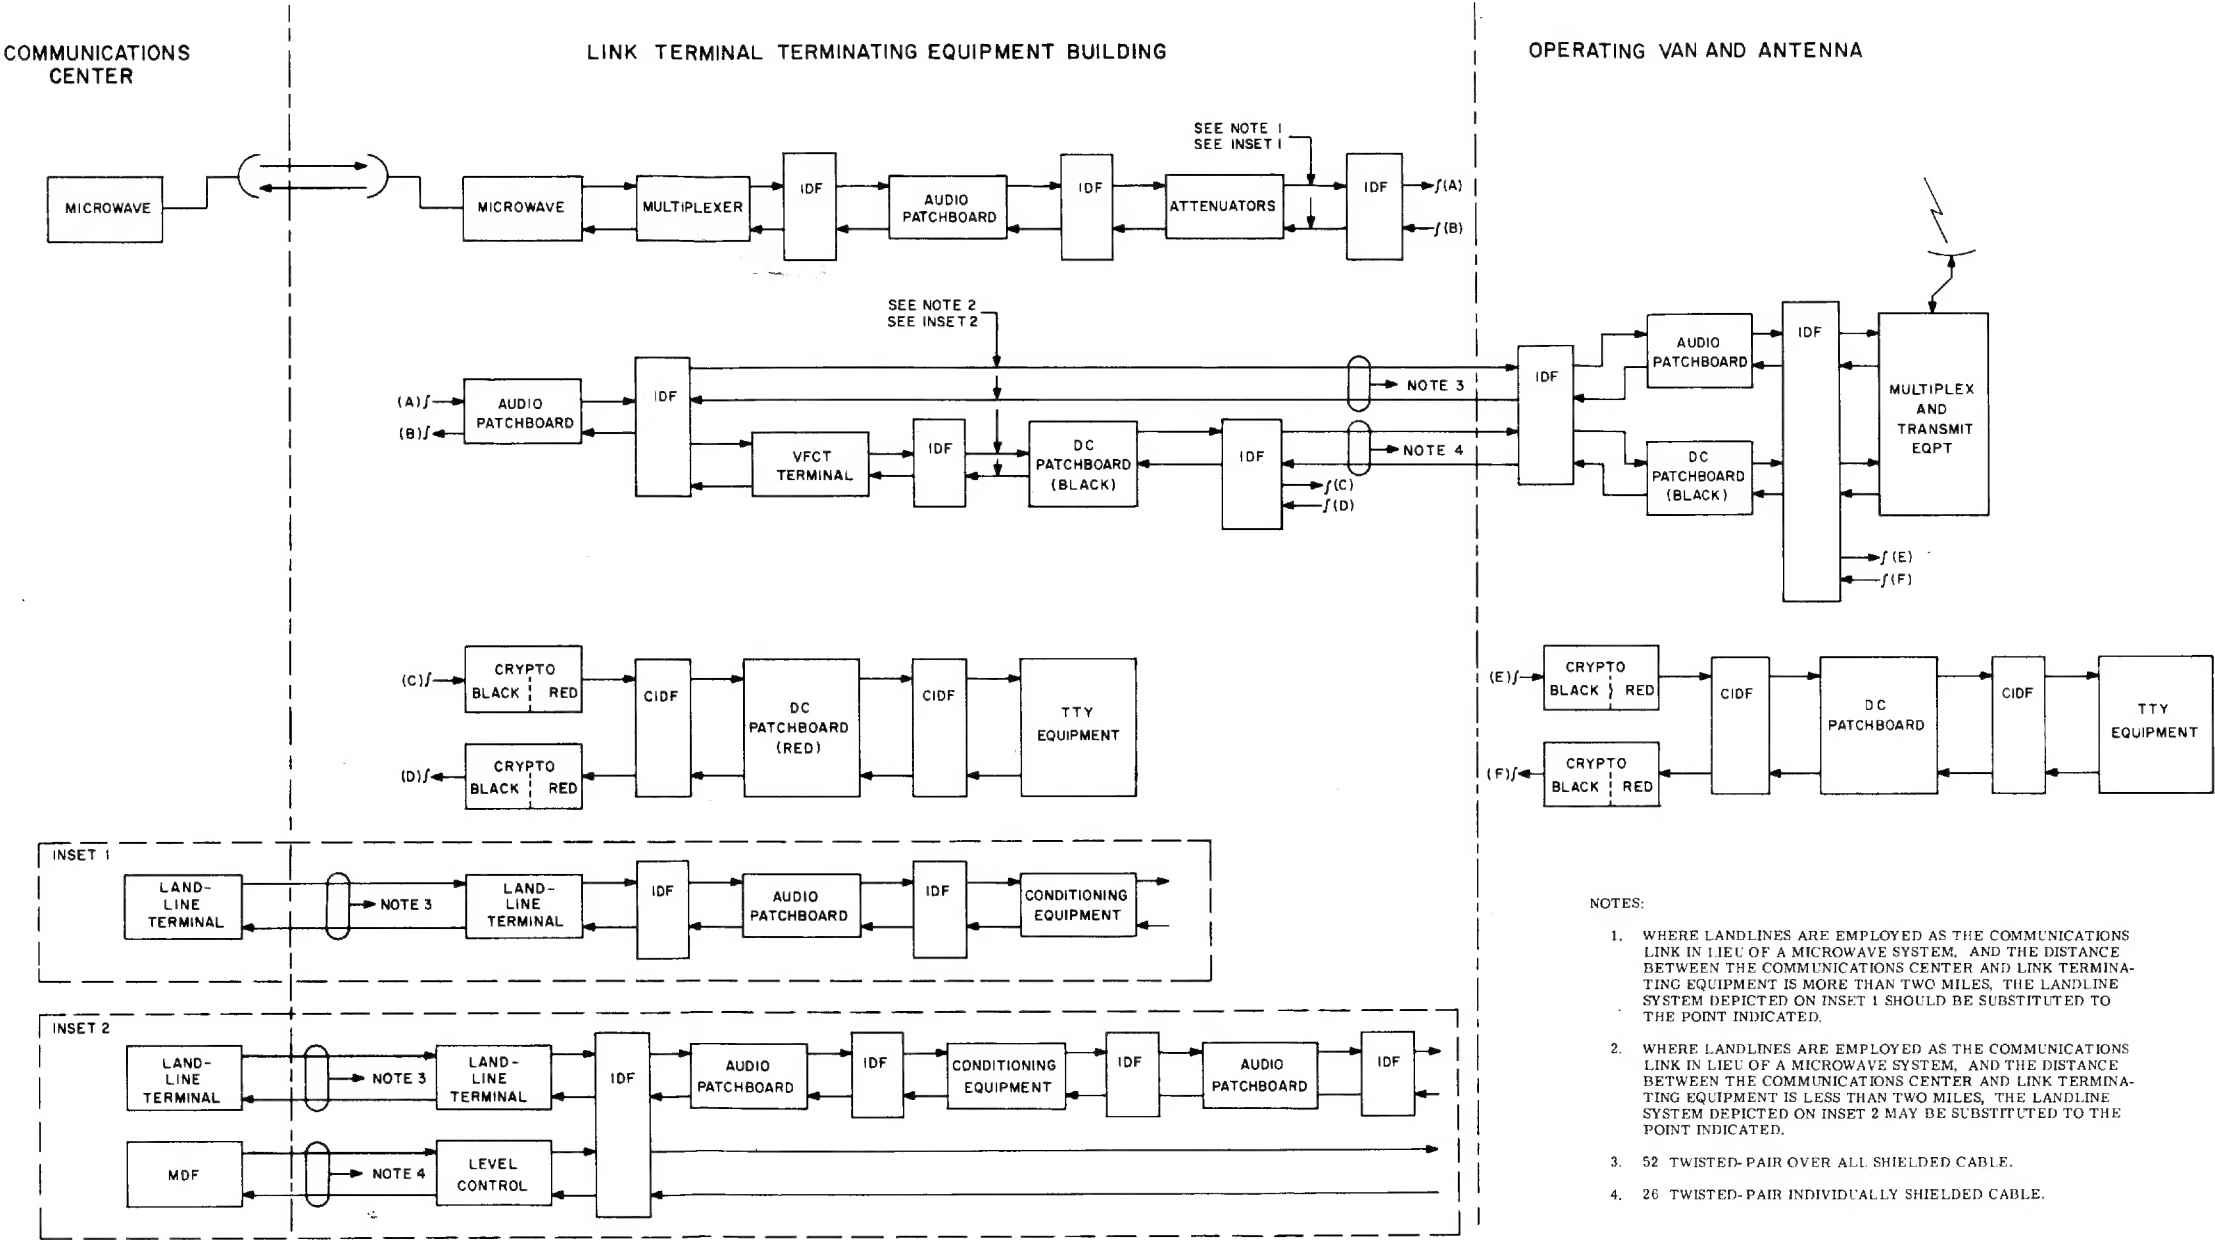 COMMUNICATIONS
CENTER
LINK TERMINAL TERMINATING EQUIPMENT BUILDING
OPERATING VAN AND ANTENNA
SEE NOTE 1
SEE INSET 1
MICROWAVE
MICROWAVE
MULTIPLEXER
IDF
AUDIO
PATCHBOARD
IDF
ATTENUATORS
IDF
∫(A)
∫(B)
SEE NOTE 2
SEE INSET 2
(A)∫
(B)∫
AUDIO
PATCHBOARD
IDF
VFCT
TERMINAL
IDF
DC
PATCHBOARD
(BLACK)
IDF
NOTE 3
NOTE 4
∫(C)
∫(D)
IDF
AUDIO
PATCHBOARD
DC
PATCHBOARD
(BLACK)
IDF
MULTIPLEX
AND
TRANSMIT
EQPT
∫(E)
∫(F)
(C)∫
CRYPTO
BLACK RED
(D)∫
CRYPTO
BLACK RED
CIDF
DC
PATCHBOARD
(RED)
CIDF
TTY
EQUIPMENT
(E)∫
CRYPTO
BLACK RED
(F)∫
CRYPTO
BLACK RED
CIDF
DC
PATCHBOARD
CIDF
TTY
EQUIPMENT
INSET 1
LAND-
LINE
TERMINAL
NOTE 3
LAND-
LINE
TERMINAL
IDF
AUDIO
PATCHBOARD
IDF
CONDITIONING
EQUIPMENT
INSET 2
LAND-
LINE
TERMINAL
NOTE 3
LAND-
LINE
TERMINAL
IDF
AUDIO
PATCHBOARD
IDF
CONDITIONING
EQUIPMENT
IDF
AUDIO
PATCHBOARD
IDF
MDF
NOTE 4
LEVEL
CONTROL
NOTES:
1. WHERE LANDLINES ARE EMPLOYED AS THE COMMUNICATIONS
LINK IN LIEU OF A MICROWAVE SYSTEM, AND THE DISTANCE
BETWEEN THE COMMUNICATIONS CENTER AND LINK TERMINA-
TING EQUIPMENT IS MORE THAN TWO MILES, THE LANDLINE
SYSTEM DEPICTED ON INSET 1 SHOULD BE SUBSTITUTED TO
THE POINT INDICATED.
2. WHERE LANDLINES ARE EMPLOYED AS THE COMMUNICATIONS
LINK IN LIEU OF A MICROWAVE SYSTEM, AND THE DISTANCE
BETWEEN THE COMMUNICATIONS CENTER AND LINK TERMINA-
TING EQUIPMENT IS LESS THAN TWO MILES, THE LANDLINE
SYSTEM DEPICTED ON INSET 2 MAY BE SUBSTITUTED TO THE
POINT INDICATED.
3. 52 TWISTED-PAIR OVER ALL SHIELDED CABLE.
4. 26 TWISTED-PAIR INDIVIDUALLY SHIELDED CABLE.